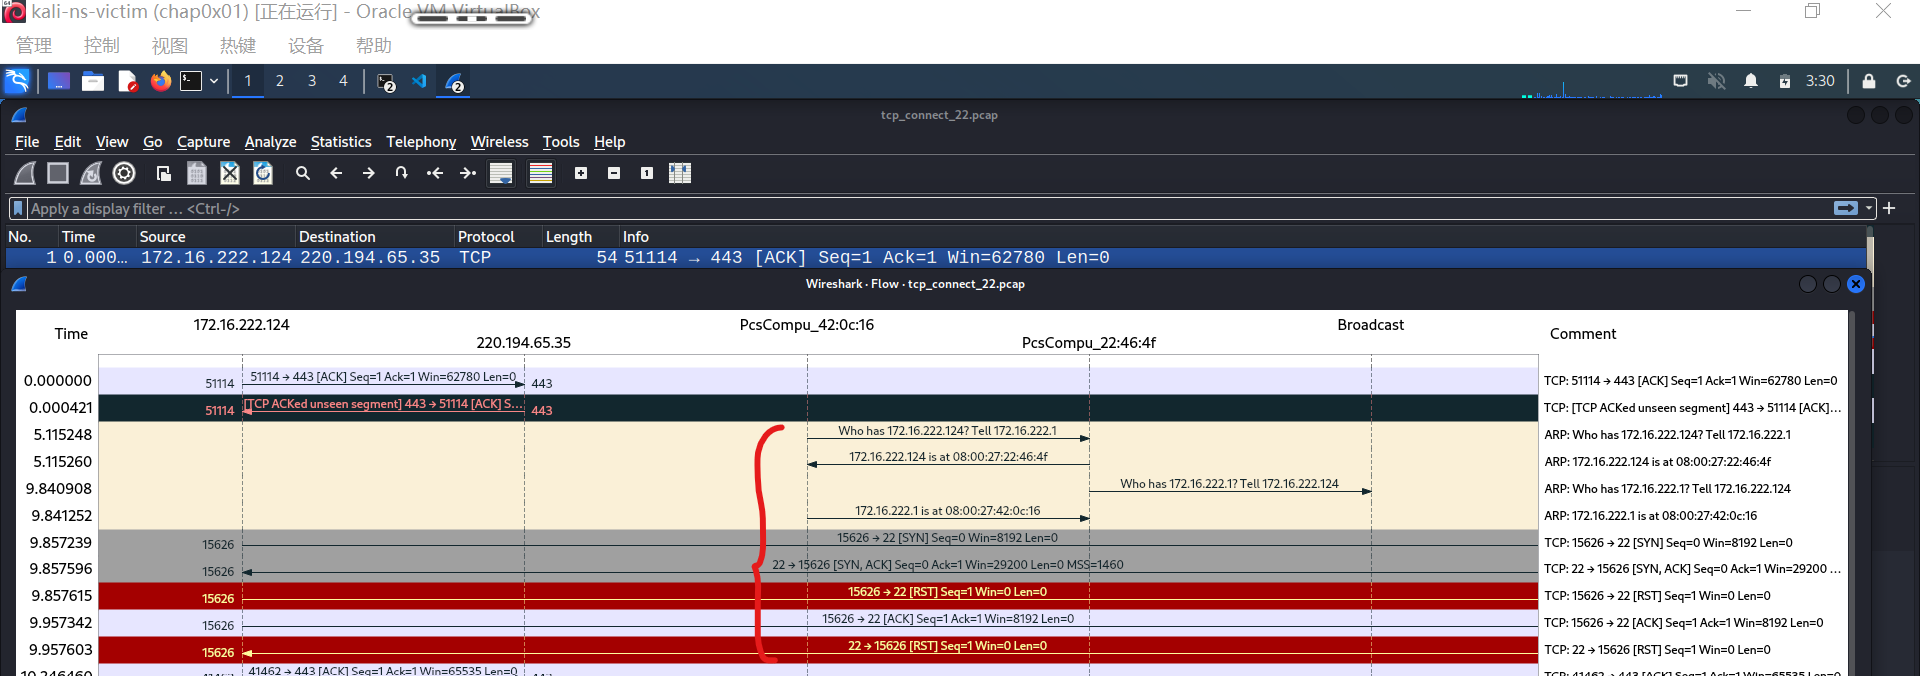 kali-ns-victim (chap0x01) [正在运行] - Oracle VM VirtualBox
管理 控制 视图 热键 设备 帮助
1 2 3 4 2 2 3:30
tcp_connect_22.pcap
File Edit View Go Capture Analyze Statistics Telephony Wireless Tools Help
Apply a display filter … <Ctrl-/>
No. Time Source Destination Protocol Length Info
1 0.000… 172.16.222.124 220.194.65.35 TCP 54 51114 → 443 [ACK] Seq=1 Ack=1 Win=62780 Len=0
Wireshark · Flow · tcp_connect_22.pcap
172.16.222.124 PcsCompu_42:0c:16 Broadcast
Time 220.194.65.35 PcsCompu_22:46:4f Comment
0.000000 51114 51114 → 443 [ACK] Seq=1 Ack=1 Win=62780 Len=0 443 TCP: 51114 → 443 [ACK] Seq=1 Ack=1 Win=62780 Len=0
0.000421 51114 [TCP ACKed unseen segment] 443 → 51114 [ACK] S… 443 TCP: [TCP ACKed unseen segment] 443 → 51114 [ACK]…
5.115248 Who has 172.16.222.124? Tell 172.16.222.1 ARP: Who has 172.16.222.124? Tell 172.16.222.1
5.115260 172.16.222.124 is at 08:00:27:22:46:4f ARP: 172.16.222.124 is at 08:00:27:22:46:4f
9.840908 Who has 172.16.222.1? Tell 172.16.222.124 ARP: Who has 172.16.222.1? Tell 172.16.222.124
9.841252 172.16.222.1 is at 08:00:27:42:0c:16 ARP: 172.16.222.1 is at 08:00:27:42:0c:16
9.857239 15626 15626 → 22 [SYN] Seq=0 Win=8192 Len=0 TCP: 15626 → 22 [SYN] Seq=0 Win=8192 Len=0
9.857596 15626 22 → 15626 [SYN, ACK] Seq=0 Ack=1 Win=29200 Len=0 MSS=1460 TCP: 22 → 15626 [SYN, ACK] Seq=0 Ack=1 Win=29200 …
9.857615 15626 15626 → 22 [RST] Seq=1 Win=0 Len=0 TCP: 15626 → 22 [RST] Seq=1 Win=0 Len=0
9.957342 15626 15626 → 22 [ACK] Seq=1 Ack=1 Win=8192 Len=0 TCP: 15626 → 22 [ACK] Seq=1 Ack=1 Win=8192 Len=0
9.957603 15626 22 → 15626 [RST] Seq=1 Win=0 Len=0 TCP: 22 → 15626 [RST] Seq=1 Win=0 Len=0
41462 → 443 [ACK] Seq=1 Ack=1 Win=65535 Len=0 TCP: 41462 → 443 [ACK] Seq=1 Ack=1 Win=65535 Len=0